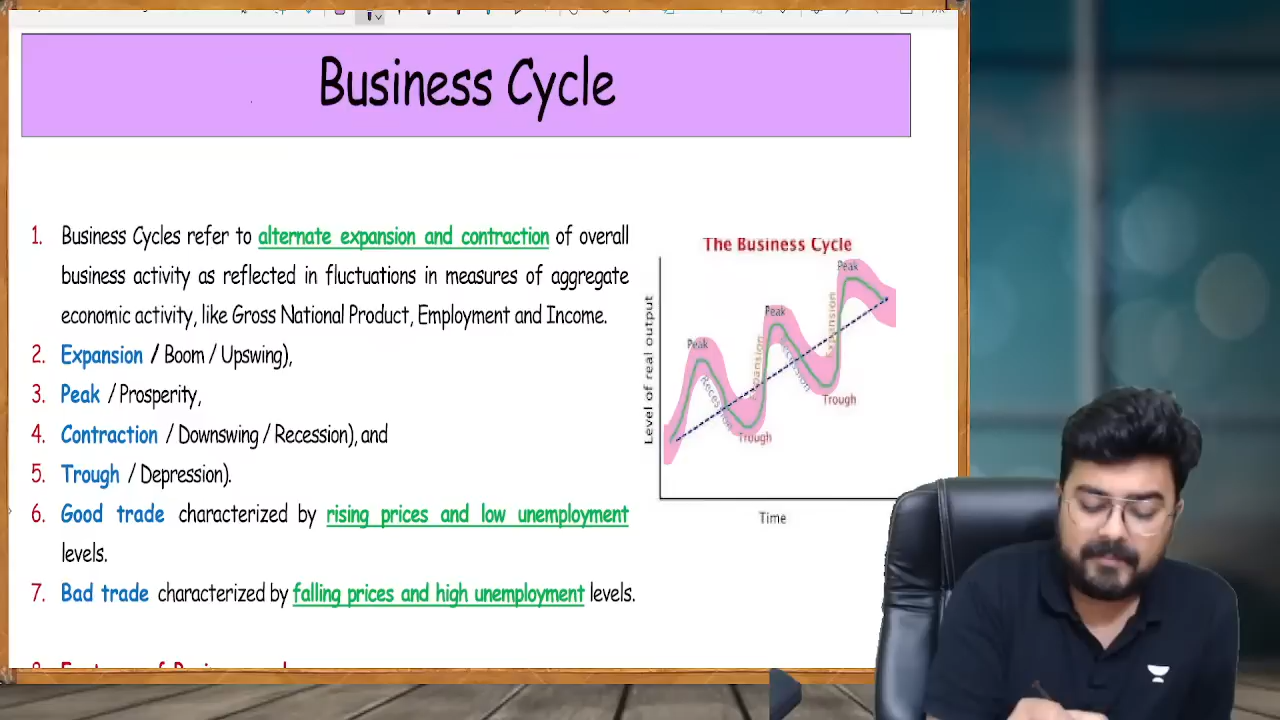 Business Cycle
1. Business Cycles refer to alternate expansion and contraction of overall
business activity as reflected in fluctuations in measures of aggregate
economic activity, like Gross National Product, Employment and Income.
2. Expansion / Boom / Upswing),
3. Peak / Prosperity,
4. Contraction / Downswing / Recession), and
5. Trough / Depression).
6. Good trade characterized by rising prices and low unemployment
levels.
7. Bad trade characterized by falling prices and high unemployment levels.
The Business Cycle
Level of real output
Peak
Recession
Trough
Expansion
Peak
Recession
Trough
Expansion
Peak
Time